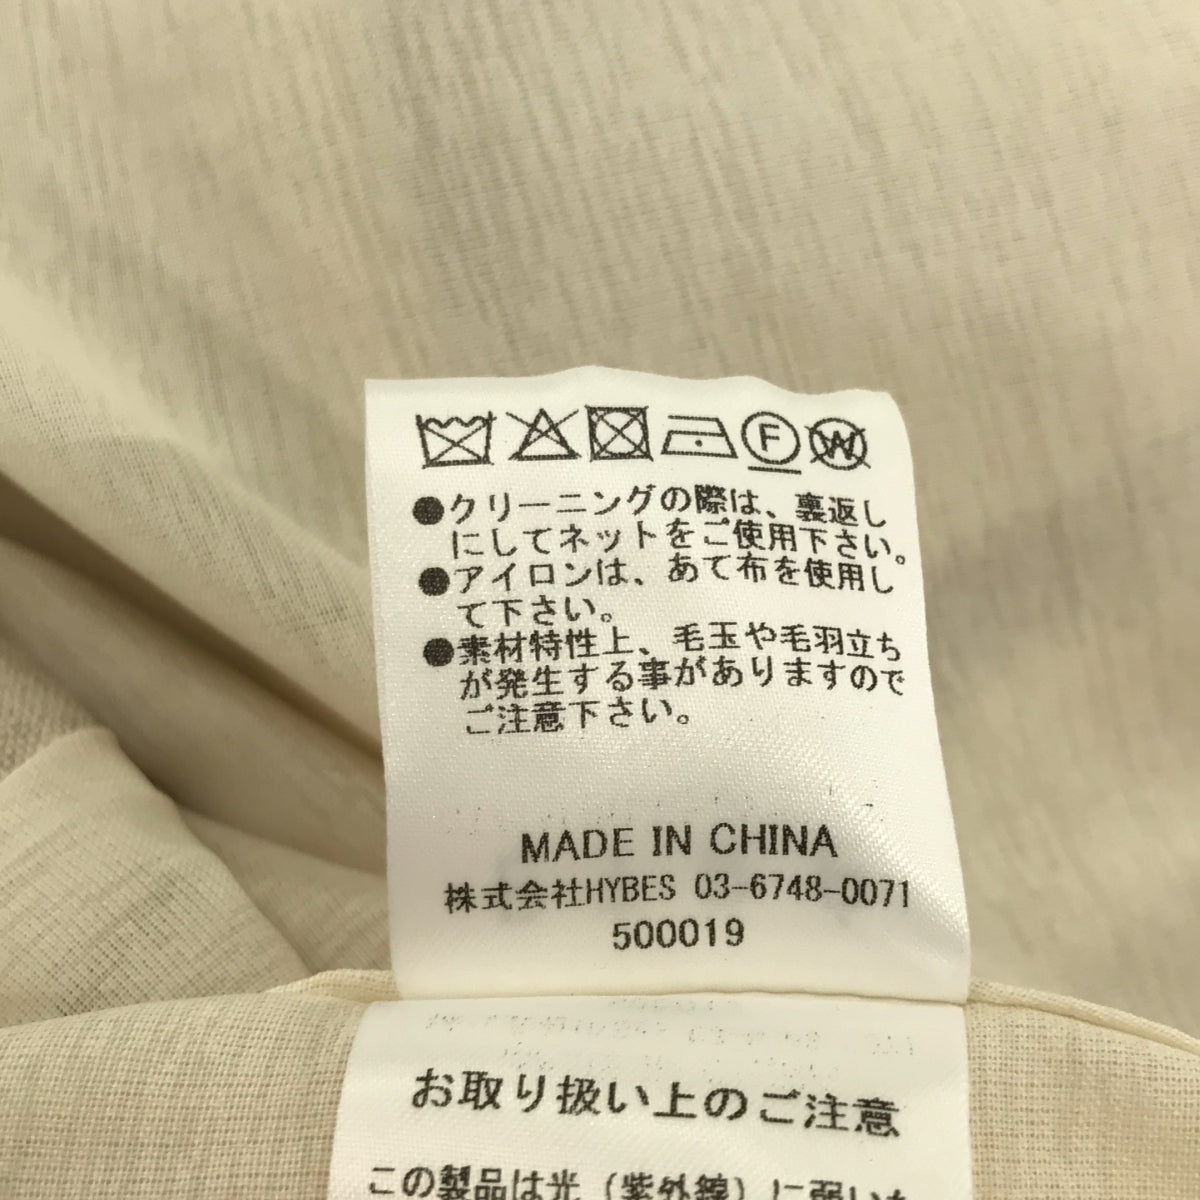 F W
●クリーニングの際は、裏返し
にしてネットをご使用下さい。
●アイロンは、あて布を使用し
て下さい。
●素材特性上、毛玉や毛羽立ち
が発生する事がありますので
ご注意下さい。
MADE IN CHINA
株式会社HYBES 03-6748-0071
500019
お取り扱い上のご注意
この製品は光（紫外線）に弱いた